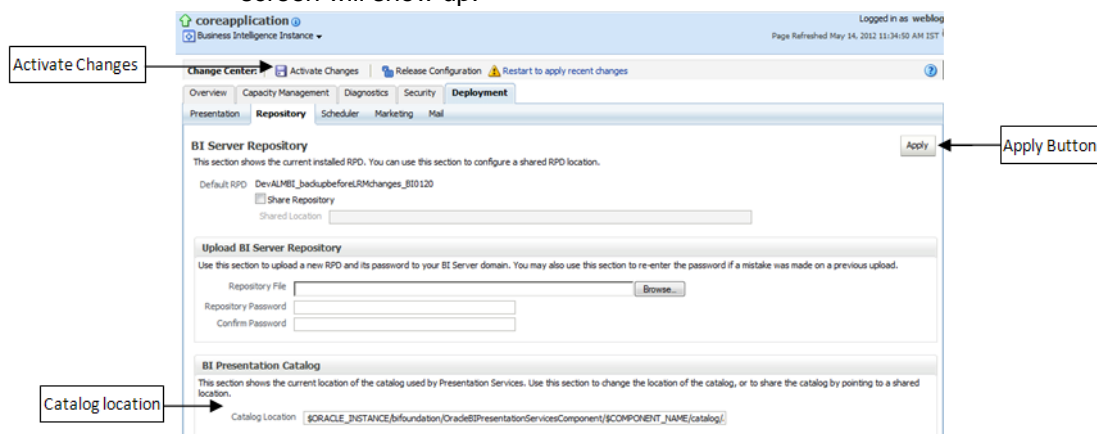 screen will show up.
coreapplication
Logged in as weblog
Business Intelligence Instance
Page Refreshed May 14, 2012 11:34:50 AM IST
Activate Changes
Change Center: Activate Changes Release Configuration Restart to apply recent changes
Overview Capacity Management Diagnostics Security Deployment
Presentation Repository Scheduler Marketing Mail
BI Server Repository
Apply
Apply Button
This section shows the current installed RPD. You can use this section to configure a shared RPD location.
Default RPD DevALMBI_backupbeforeLRMchanges_BI0120
Share Repository
Shared Location
Upload BI Server Repository
Use this section to upload a new RPD and its password to your BI Server domain. You may also use this section to re-enter the password if a mistake was made on a previous upload.
Repository File Browse...
Repository Password
Confirm Password
BI Presentation Catalog
This section shows the current location of the catalog used by Presentation Services. Use this section to change the location of the catalog, or to share the catalog by pointing to a shared
location.
Catalog location
Catalog Location $ORACLE_INSTANCE/bifoundation/OracleBIPresentationServicesComponent/$COMPONENT_NAME/catalog/